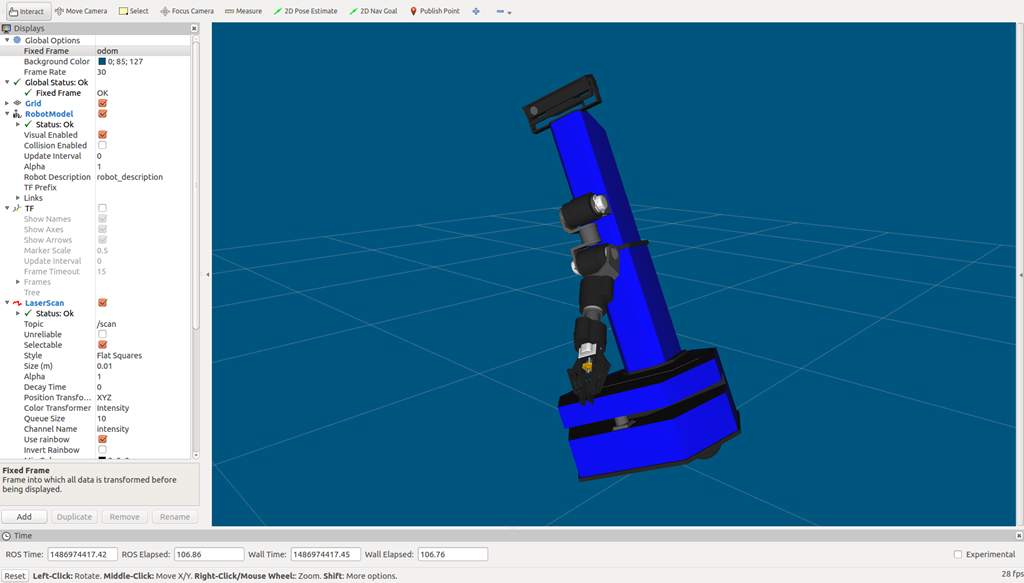 Interact Move Camera Select Focus Camera Measure 2D Pose Estimate 2D Nav Goal Publish Point
Displays
Global Options
Fixed Frame odom
Background Color 0; 85; 127
Frame Rate 30
Global Status: Ok
Fixed Frame OK
Grid
RobotModel
Status: Ok
Visual Enabled
Collision Enabled
Update Interval 0
Alpha 1
Robot Description robot_description
TF Prefix
Links
TF
Show Names
Show Axes
Show Arrows
Marker Scale 0.5
Update Interval 0
Frame Timeout 15
Frames
Tree
LaserScan
Status: Ok
Topic /scan
Unreliable
Selectable
Style Flat Squares
Size (m) 0.01
Alpha 1
Decay Time 0
Position Transfo... XYZ
Color Transformer Intensity
Queue Size 10
Channel Name intensity
Use rainbow
Invert Rainbow
Fixed Frame
Frame into which all data is transformed before
being displayed.
Add Duplicate Remove Rename
Time
ROS Time: 1486974417.42 ROS Elapsed: 106.86 Wall Time: 1486974417.45 Wall Elapsed: 106.76 Experimental
Reset Left-Click: Rotate. Middle-Click: Move X/Y. Right-Click/Mouse Wheel:: Zoom. Shift: More options. 28 fps